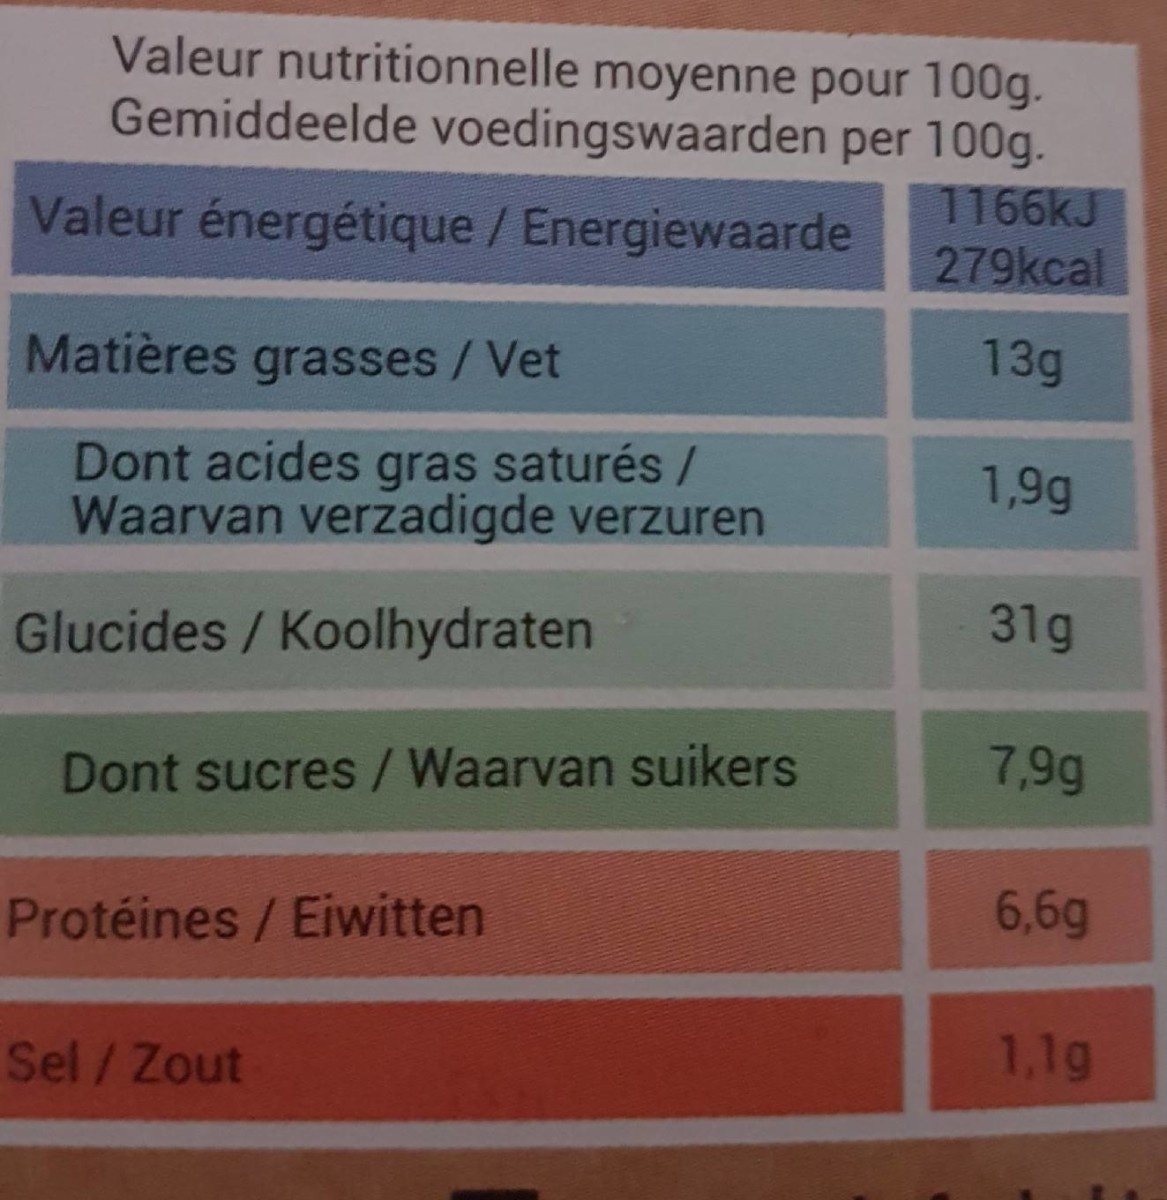 Valeur nutritionnelle moyenne pour 100g.
Gemiddeelde voedingswaarden per 100g.
Valeur énergétique / Energiewaarde
1166kJ
279kcal
Matières grasses / Vet
13g
Dont acides gras saturés /
Waarvan verzadigde verzuren
1,9g
Glucides / Koolhydraten
31g
Dont sucres / Waarvan suikers
7,9g
Protéines / Eiwitten
6,6g
Sel / Zout
1,1g